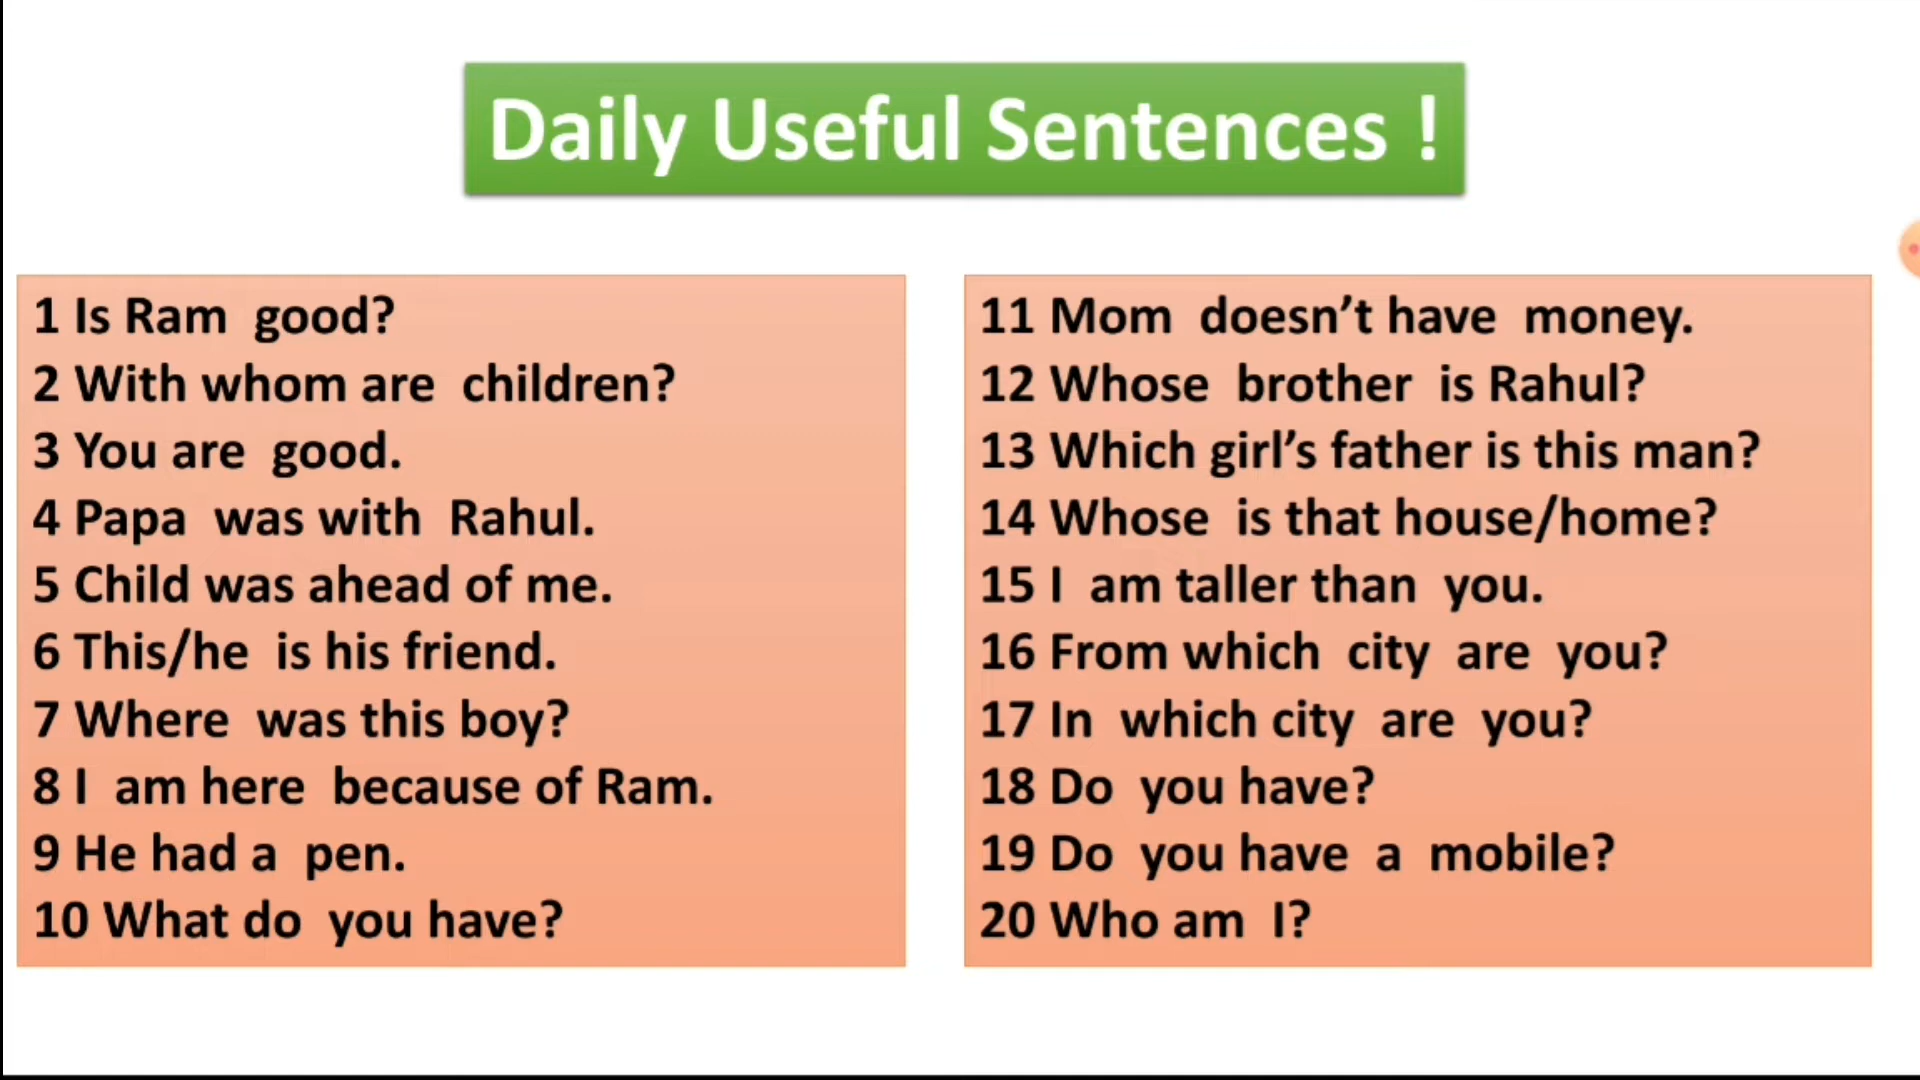 Daily Useful Sentences !
1 Is Ram good?
2 With whom are children?
3 You are good.
4 Papa was with Rahul.
5 Child was ahead of me.
6 This/he is his friend.
7 Where was this boy?
8 I am here because of Ram.
9 He had a pen.
10 What do you have?
11 Mom doesn’t have money.
12 Whose brother is Rahul?
13 Which girl’s father is this man?
14 Whose is that house/home?
15 I am taller than you.
16 From which city are you?
17 In which city are you?
18 Do you have?
19 Do you have a mobile?
20 Who am I?